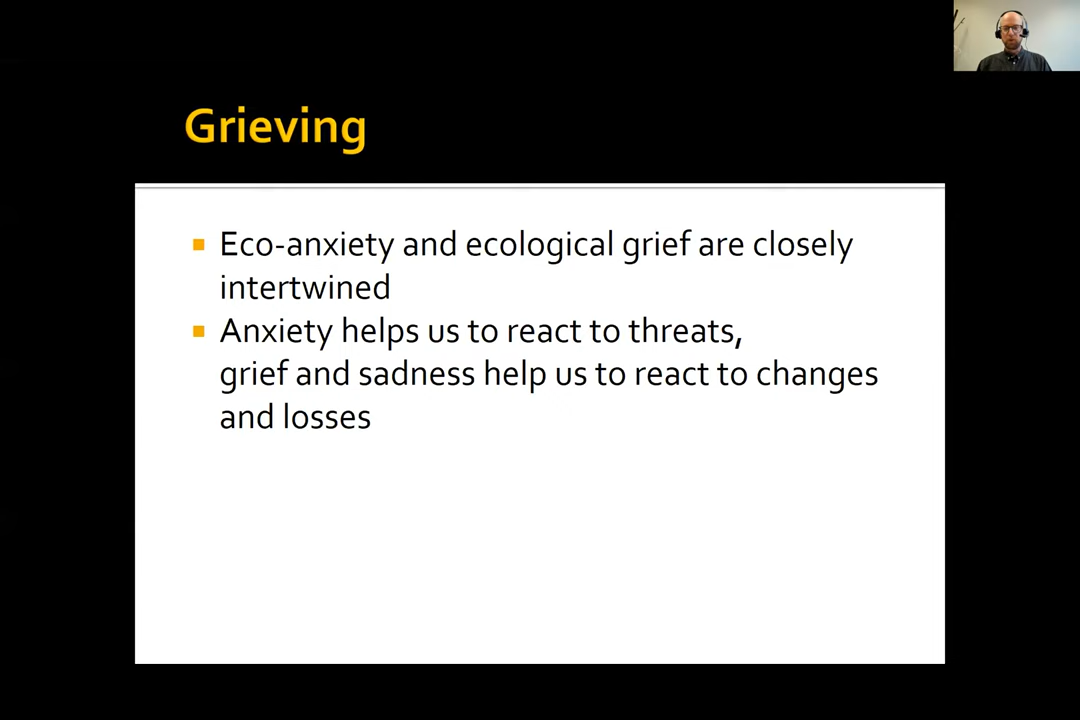 Grieving
Eco-anxiety and ecological grief are closely
intertwined
Anxiety helps us to react to threats,
grief and sadness help us to react to changes
and losses